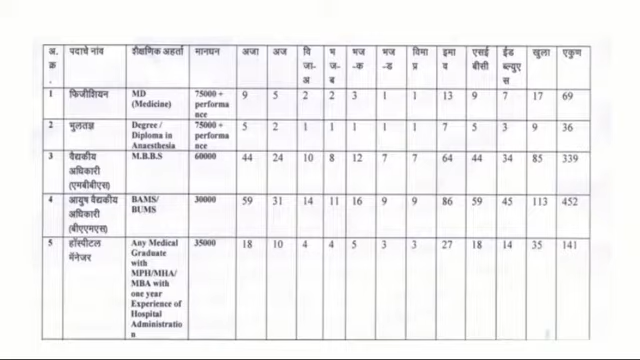 अ. क्र . पदाचे नांव शैक्षणिक अहर्ता मानधन अजा अज वि जा- अ भ ज- ब भज -क भज -ड विमा प्र इमा व एसई बीसी ईड ब्ल्युए स खुला एकुण
1 फिजीशियन MD (Medicine) 75000 + performa nce 9 5 2 2 3 1 1 13 9 7 17 69
2 भुलतज्ञ Degree / Diploma in Anaesthesia 75000 + performa nce 5 2 1 1 1 1 1 7 5 3 9 36
3 वैद्यकीय अधिकारी (एमबीबीएस) M.B.B.S 60000 44 24 10 8 12 7 7 64 44 34 85 339
4 आयुष वैद्यकीय अधिकारी (बीएएमएस) BAMS/ BUMS 30000 59 31 14 11 16 9 9 86 59 45 113 452
5 हॉस्पीटल मॅनेजर Any Medical Graduate with MPH/MHA/ MBA with one year Experience of Hospital Administratio n 35000 18 10 4 4 5 3 3 27 18 14 35 141